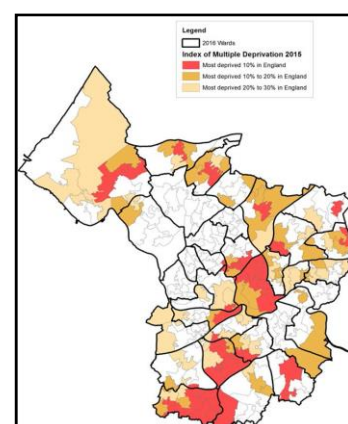 Legend
2016 Wards
Index of Multiple Deprivation 2015
Most deprived 10% in England
Most deprived 10% to 20% in England
Most deprived 20% to 30% in England